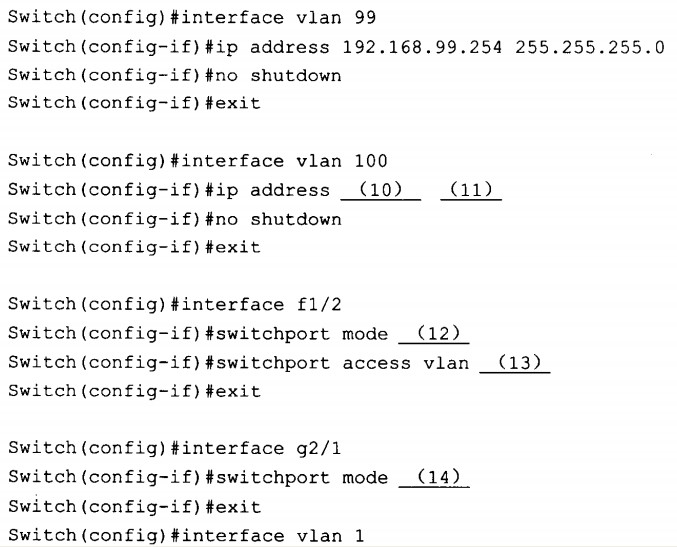 Switch(config)#interface vlan 99
Switch(config-if)#ip address 192.168.99.254 255.255.255.0
Switch(config-if)#no shutdown
Switch(config-if)#exit
Switch(config)#interface vlan 100
Switch(config-if)#ip address (10) (11)
Switch(config-if)#no shutdown
Switch(config-if)#exit
Switch(config)#interface f1/2
Switch(config-if)#switchport mode (12)
Switch(config-if)#switchport access vlan (13)
Switch(config-if)#exit
Switch(config)#interface g2/1
Switch(config-if)#switchport mode (14)
Switch(config-if)#exit
Switch(config)#interface vlan 1